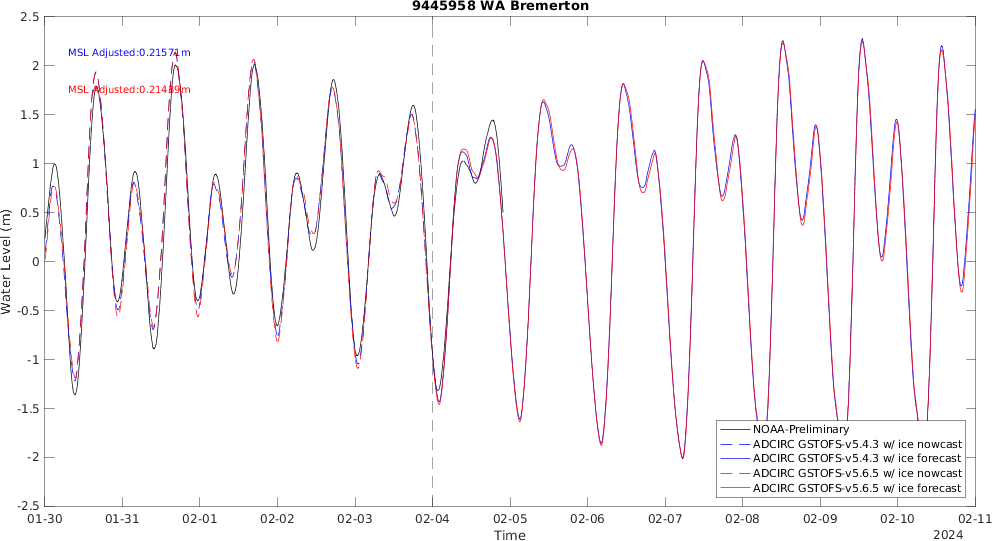 9445958 WA Bremerton
MSL Adjusted:0.21571m
MSL Adjusted:0.21439m
Water Level (m)
2.5
2
1.5
1
0.5
0
-0.5
-1
-1.5
-2
-2.5
NOAA-Preliminary
ADCIRC GSTOFS-v5.4.3 w/ ice nowcast
ADCIRC GSTOFS-v5.4.3 w/ ice forecast
ADCIRC GSTOFS-v5.6.5 w/ ice nowcast
ADCIRC GSTOFS-v5.6.5 w/ ice forecast
01-30 01-31 02-01 02-02 02-03 02-04 02-05 02-06 02-07 02-08 02-09 02-10 02-11
Time
2024